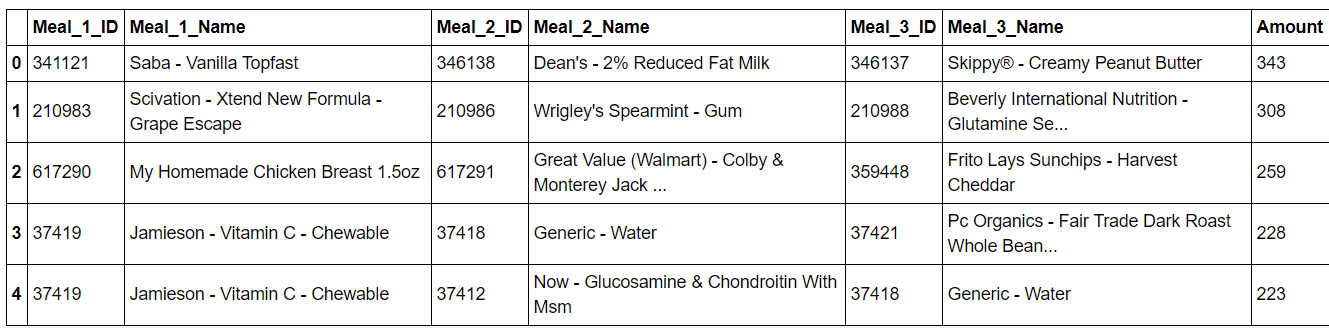 Meal_1_ID Meal_1_Name Meal_2_ID Meal_2_Name Meal_3_ID Meal_3_Name Amount
0 341121 Saba - Vanilla Topfast 346138 Dean's - 2% Reduced Fat Milk 346137 Skippy® - Creamy Peanut Butter 343
1 210983 Scivation - Xtend New Formula -
Grape Escape 210986 Wrigley's Spearmint - Gum 210988 Beverly International Nutrition -
Glutamine Se... 308
2 617290 My Homemade Chicken Breast 1.5oz 617291 Great Value (Walmart) - Colby &
Monterey Jack ... 359448 Frito Lays Sunchips - Harvest
Cheddar 259
3 37419 Jamieson - Vitamin C - Chewable 37418 Generic - Water 37421 Pc Organics - Fair Trade Dark Roast
Whole Bean... 228
4 37419 Jamieson - Vitamin C - Chewable 37412 Now - Glucosamine & Chondroitin With
Msm 37418 Generic - Water 223